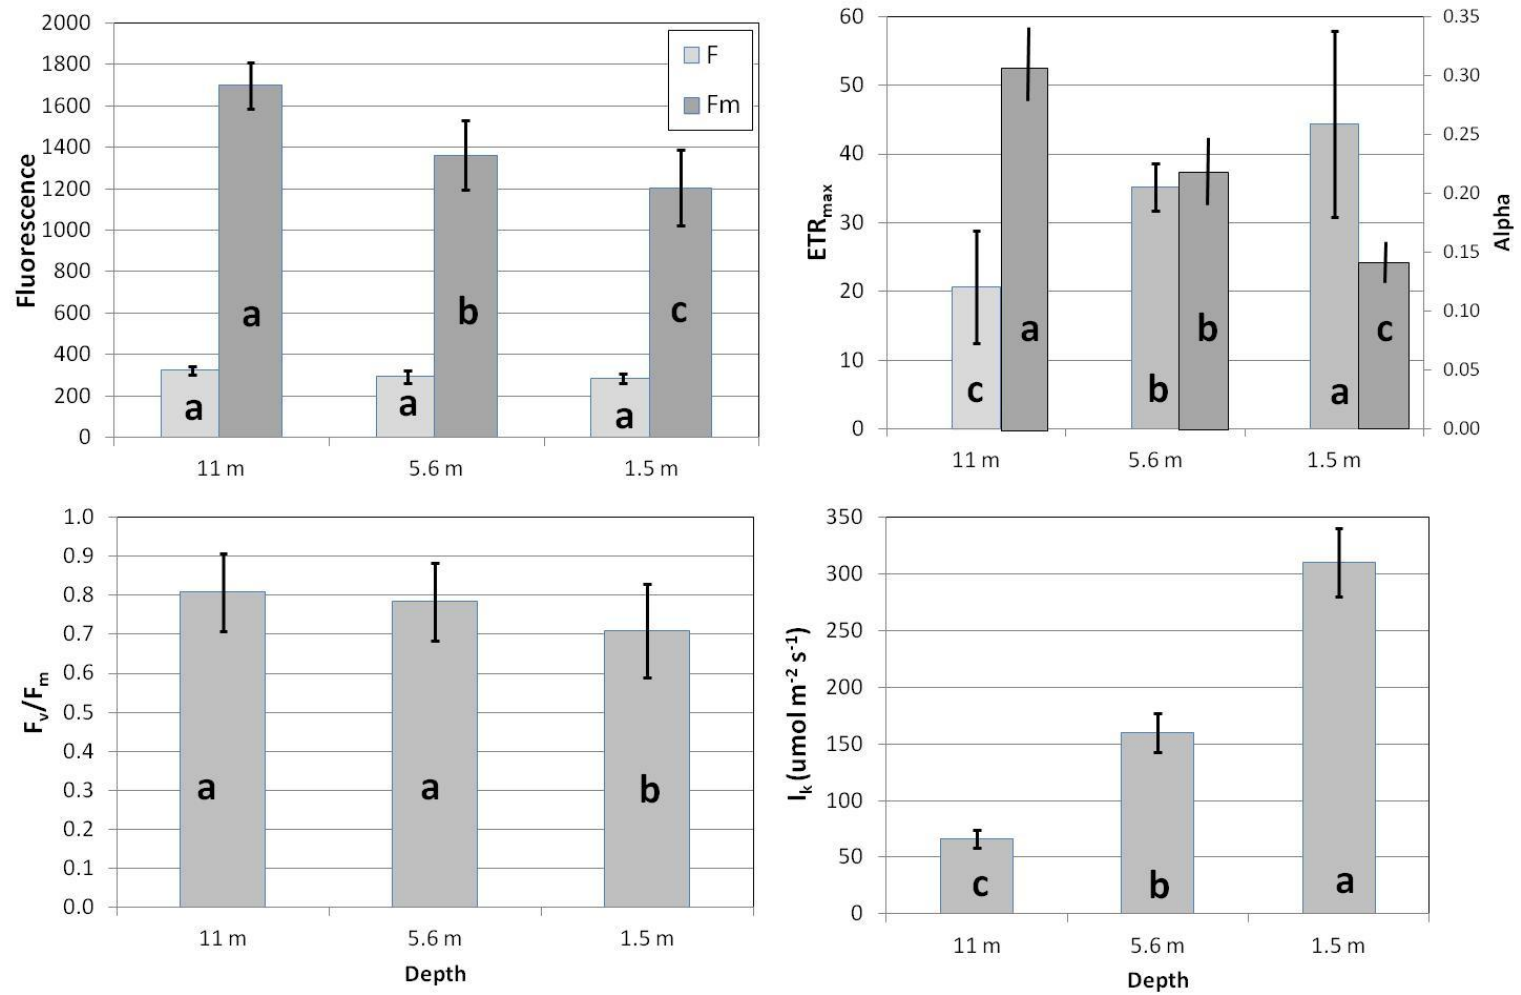 2000
1800
1600
1400
1200
1000
800
600
400
200
0
Fluorescence
F
Fm
a
a
a
b
a
c
11 m
5.6 m
1.5 m
60
50
40
30
20
10
0
ETRmax
0.35
0.30
0.25
0.20
0.15
0.10
0.05
0.00
Alpha
c
a
b
b
a
c
11 m
5.6 m
1.5 m
1.0
0.9
0.8
0.7
0.6
0.5
0.4
0.3
0.2
0.1
0.0
Fv/Fm
a
a
b
11 m
5.6 m
1.5 m
Depth
350
300
250
200
150
100
50
0
Ik (umol m-2 s-1)
c
b
a
11 m
5.6 m
1.5 m
Depth